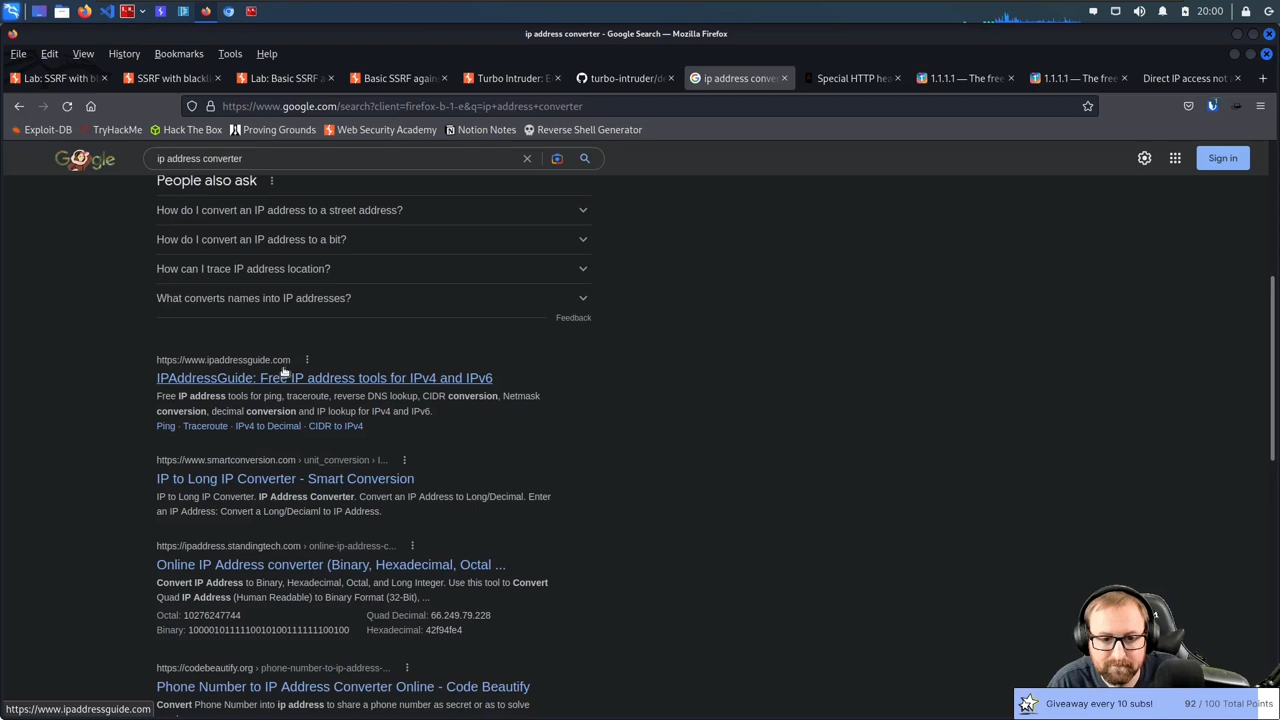 20:00
ip address converter - Google Search — Mozilla Firefox
File Edit View History Bookmarks Tools Help
Lab: SSRF with bl SSRF with blackl Lab: Basic SSRF a Basic SSRF again Turbo Intruder: E turbo-intruder/de ip address conver Special HTTP hea 1.1.1.1 — The free 1.1.1.1 — The free Direct IP access not
https://www.google.com/search?client=firefox-b-1-e&q=ip+address+converter
Exploit-DB TryHackMe Hack The Box Proving Grounds Web Security Academy Notion Notes Reverse Shell Generator
ip address converter
Sign in
People also ask
How do I convert an IP address to a street address?
How do I convert an IP address to a bit?
How can I trace IP address location?
What converts names into IP addresses?
Feedback
https://www.ipaddressguide.com
IPAddressGuide: Free IP address tools for IPv4 and IPv6
Free IP address tools for ping, traceroute, reverse DNS lookup, CIDR conversion, Netmask
conversion, decimal conversion and IP lookup for IPv4 and IPv6.
Ping · Traceroute · IPv4 to Decimal · CIDR to IPv4
https://www.smartconversion.com › unit_conversion › I...
IP to Long IP Converter - Smart Conversion
IP to Long IP Converter. IP Address Converter. Convert an IP Address to Long/Decimal. Enter
an IP Address: Convert a Long/Deciaml to IP Address.
https://ipaddress.standingtech.com › online-ip-address-c...
Online IP Address converter (Binary, Hexadecimal, Octal ...
Convert IP Address to Binary, Hexadecimal, Octal, and Long Integer. Use this tool to Convert
Quad IP Address (Human Readable) to Binary Format (32-Bit), ...
Octal: 10276247744 Quad Decimal: 66.249.79.228
Binary: 1000010111110010100111111100100 Hexadecimal: 42f94fe4
https://codebeautify.org › phone-number-to-ip-address-...
Phone Number to IP Address Converter Online - Code Beautify
Convert Phone Number into ip address to share a phone number as secret or as to solve
https://www.ipaddressguide.com
Giveaway every 10 subs! 92 / 100 Total Points